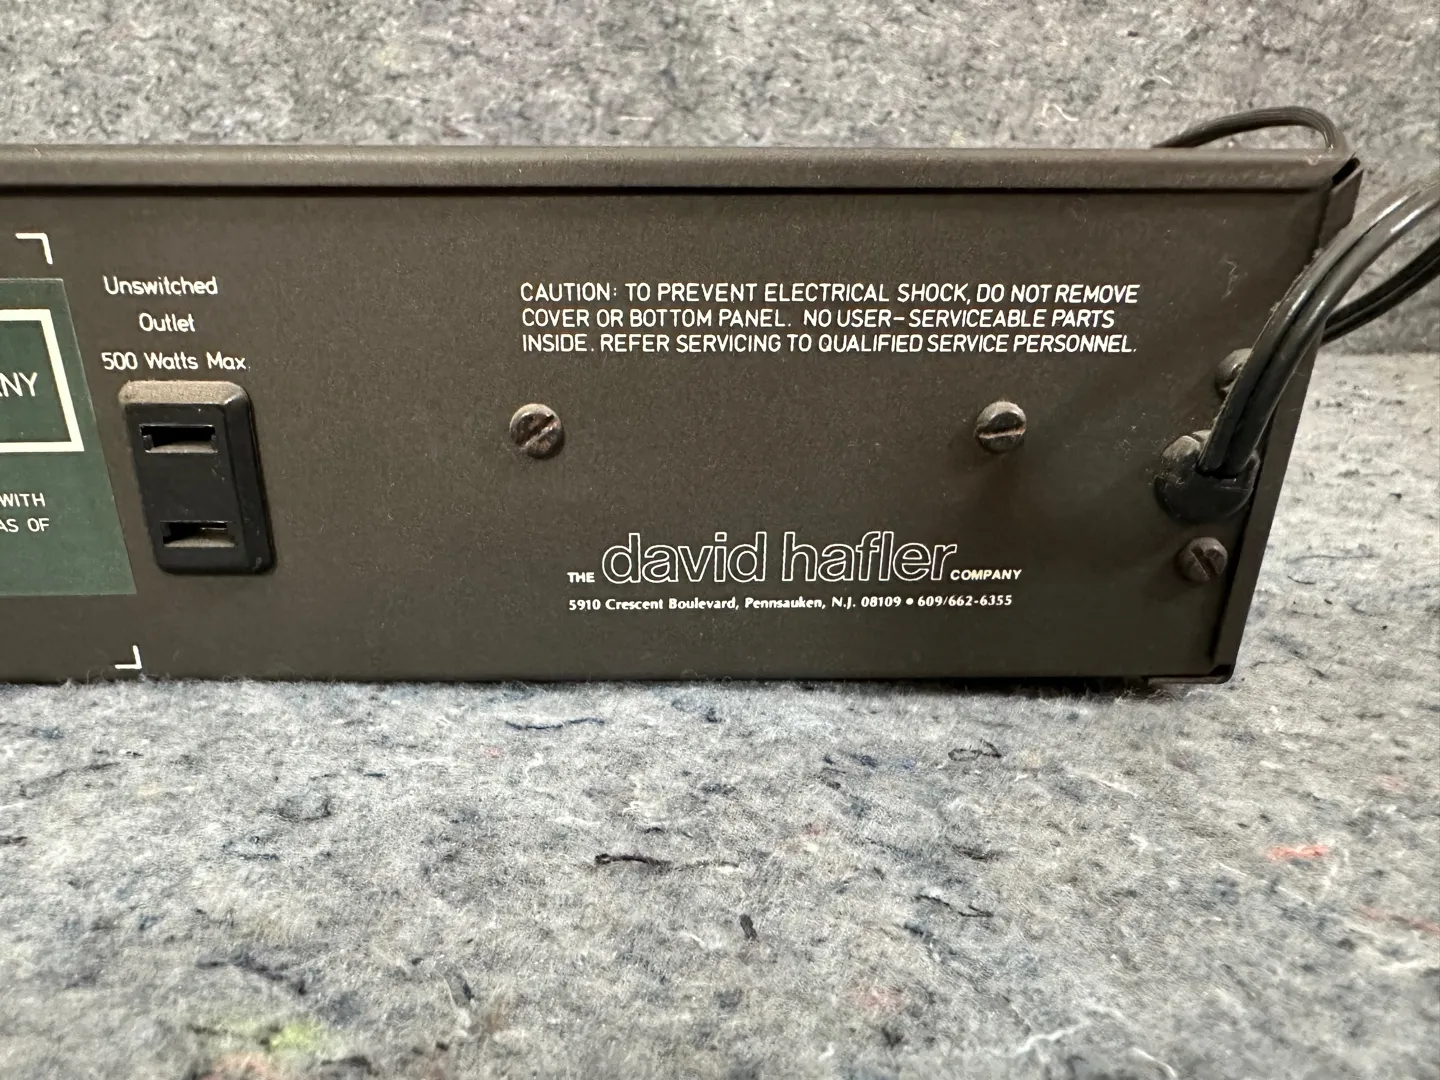 Unswitched
Outlet
500 Watts Max.
NY
WITH
AS OF
CAUTION: TO PREVENT ELECTRICAL SHOCK, DO NOT REMOVE
COVER OR BOTTOM PANEL. NO USER-SERVICEABLE PARTS
INSIDE. REFER SERVICING TO QUALIFIED SERVICE PERSONNEL.
THE david hafler COMPANY
5910 Crescent Boulevard, Pennsauken, N.J. 08109 • 609/662-6355